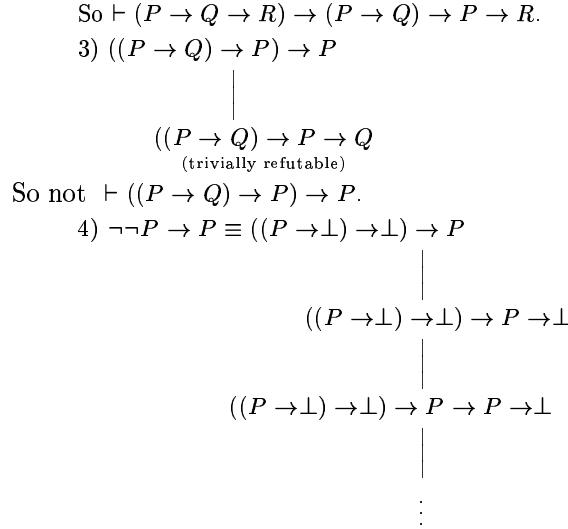 So ⊢ (P → Q → R) → (P → Q) → P → R.
3) ((P → Q) → P) → P
((P → Q) → P → Q
(trivially refutable)
So not ⊢ ((P → Q) → P) → P.
4) ¬¬P → P ≡ ((P →⊥) →⊥) → P
((P →⊥) →⊥) → P →⊥
((P →⊥) →⊥) → P → P →⊥
⋮